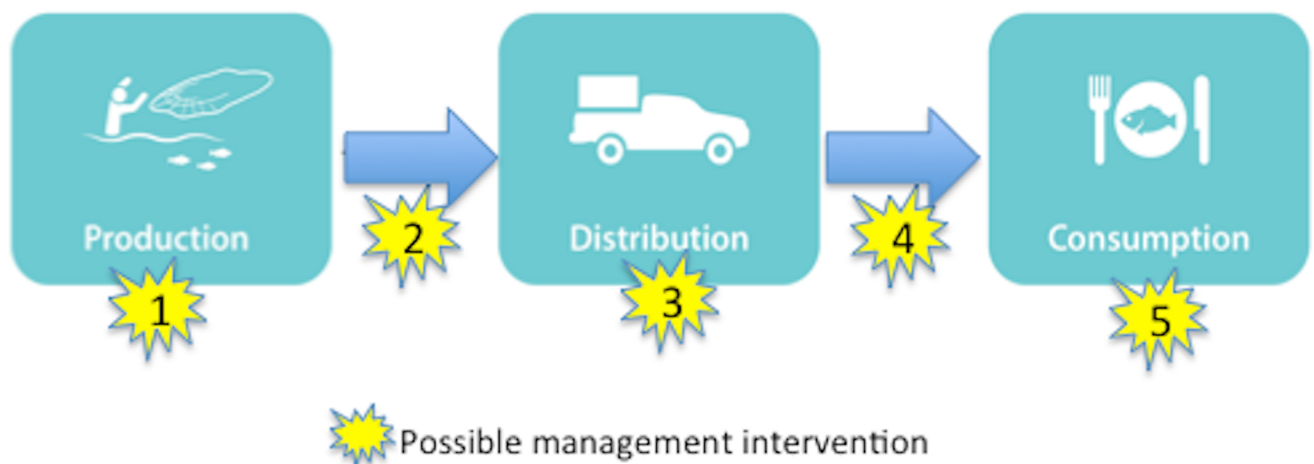 Production
Distribution
Consumption
1
2
3
4
5
Possible management intervention